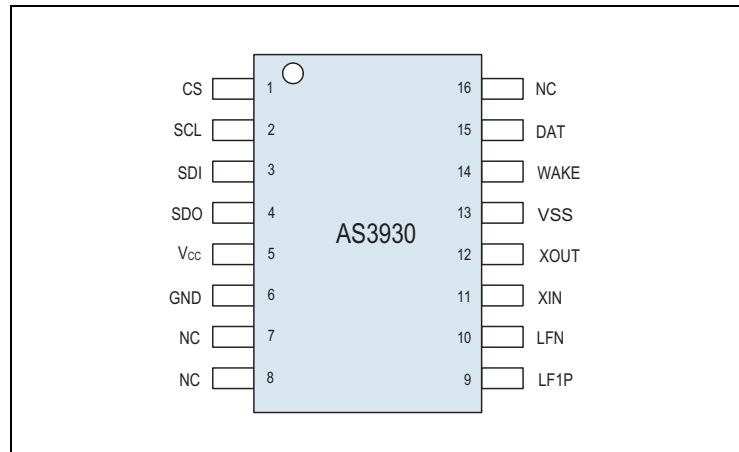 CS 1 16 NC
SCL 2 15 DAT
SDI 3 14 WAKE
SDO 4 13 VSS
AS3930
Vcc 5 12 XOUT
GND 6 11 XIN
NC 7 10 LFN
NC 8 9 LF1P